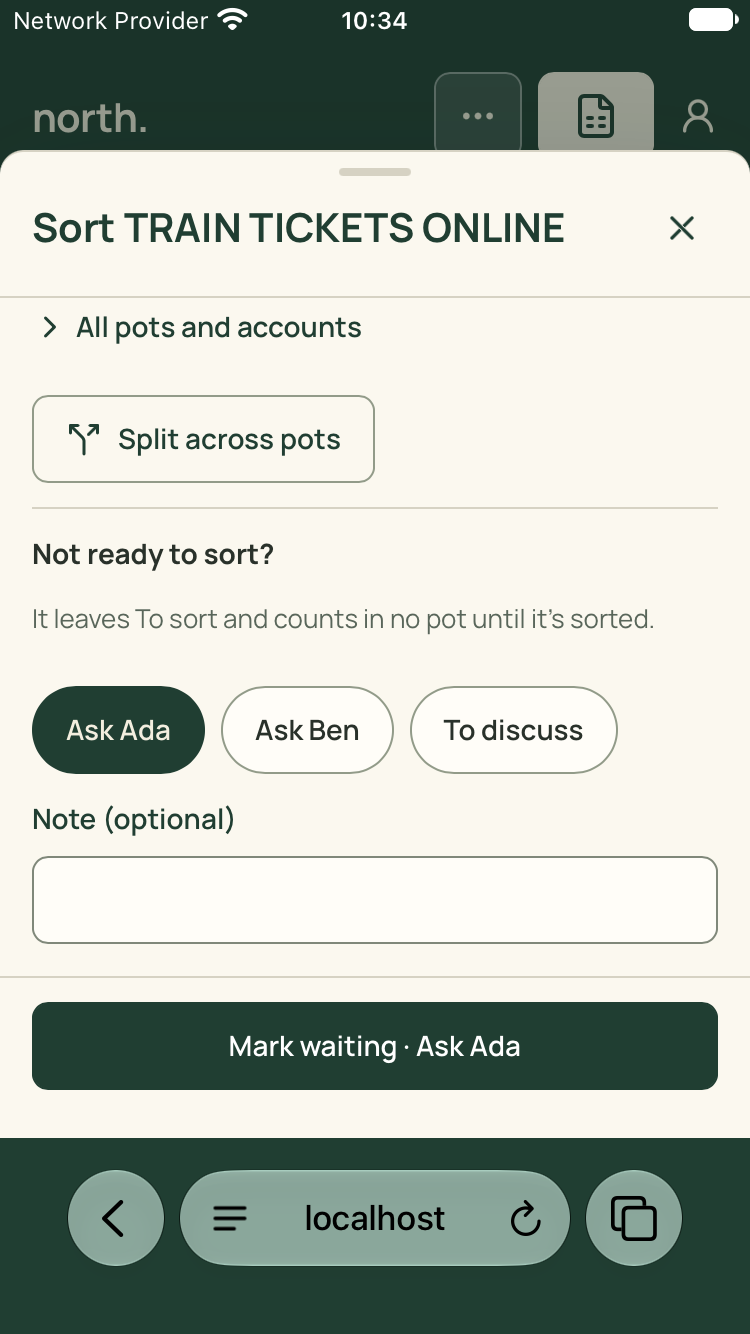 Network Provider 10:34
north.
Sort TRAIN TICKETS ONLINE
All pots and accounts
Split across pots
Not ready to sort?
It leaves To sort and counts in no pot until it's sorted.
Ask Ada Ask Ben To discuss
Note (optional)
Mark waiting · Ask Ada
localhost